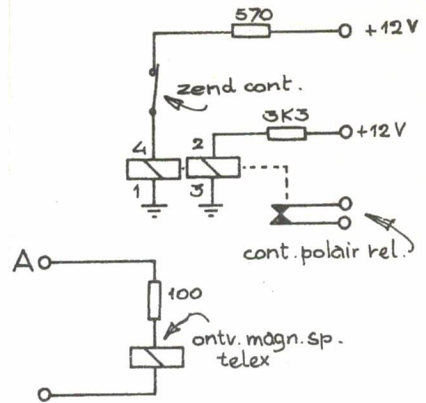 570
+12V
zend cont.
3K3
+12V
4
2
1
3
cont. polair rel.
A
100
ontv. magn. sp.
telex